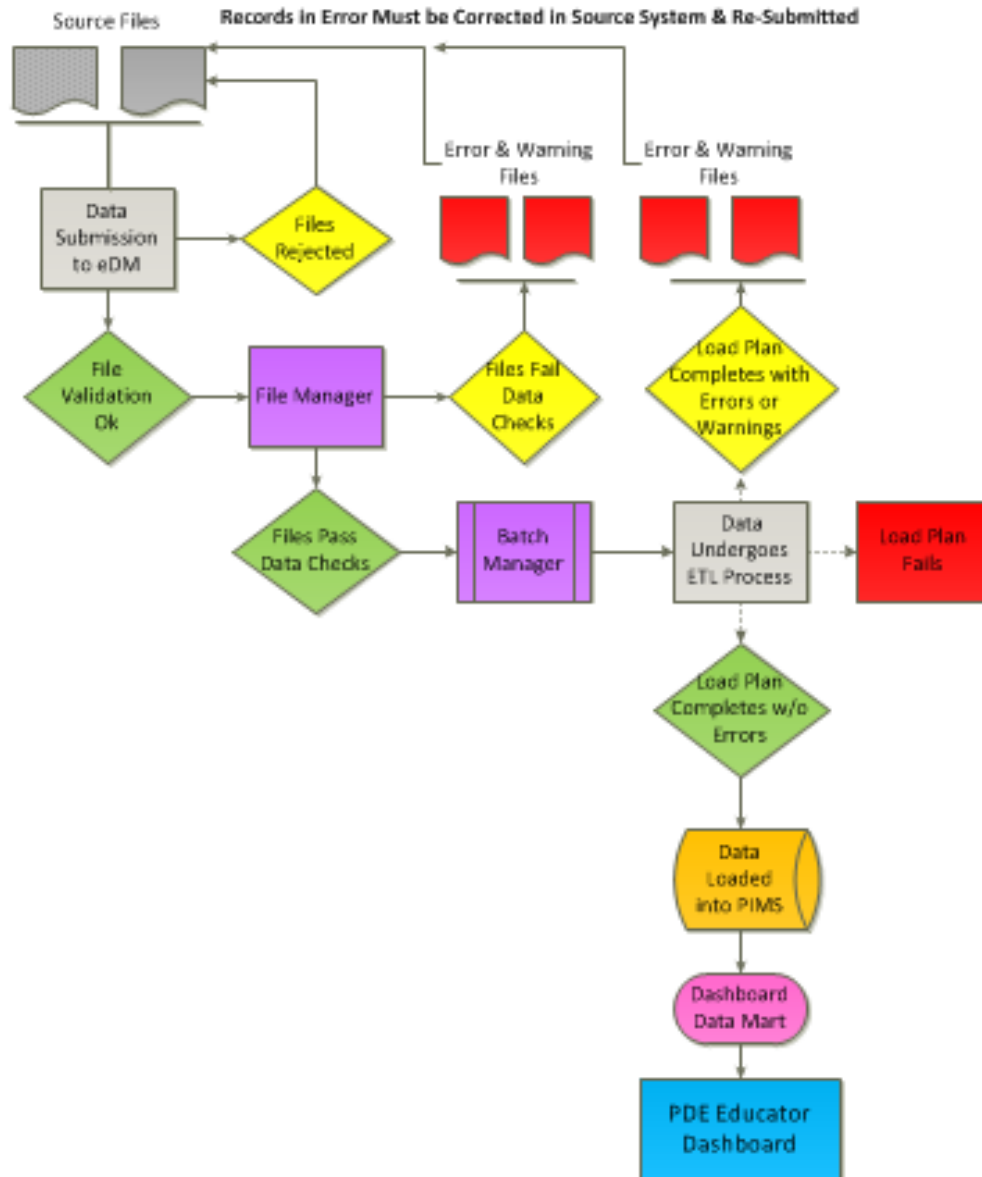 Records in Error Must be Corrected in Source System & Re-Submitted
Source Files
Error & Warning
Files
Error & Warning
Files
Data
Submission
to eDM
Files
Rejected
File
Validation
Ok
File Manager
Files Fail
Data
Checks
Load Plan
Completes with
Errors or
Warnings
Files Pass
Data Checks
Batch
Manager
Data
Undergoes
ETL Process
Load Plan
Fails
Load Plan
Completes w/o
Errors
Data
Loaded
into PIMS
Dashboard
Data Mart
PDE Educator
Dashboard